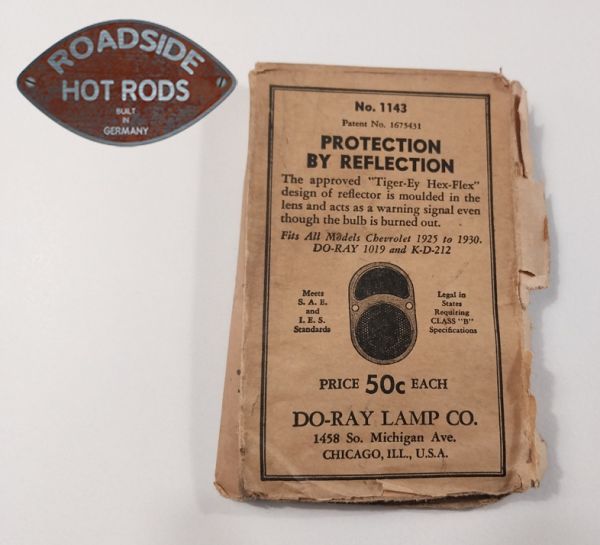 ROADSIDE
HOT RODS
BUILT
IN
GERMANY
No. 1143
Patent No. 1675431
PROTECTION
BY REFLECTION
The approved "Tiger-Ey Hex-Flex"
design of reflector is moulded in the
lens and acts as a warning signal even
though the bulb is burned out.
Fits All Models Chevrolet 1925 to 1930.
DO-RAY 1019 and K-D-212
Meets
S. A. E.
and
I. E. S.
Standards
Legal in
States
Requiring
CLASS "B"
Specifications
PRICE 50c EACH
DO-RAY LAMP CO.
1458 So. Michigan Ave.
CHICAGO, ILL., U.S.A.